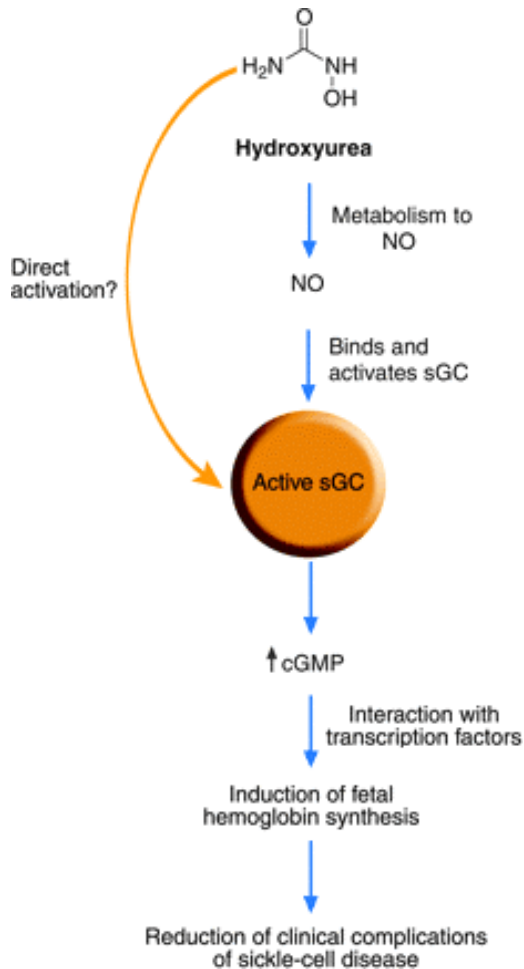 O
H₂N
NH
OH
Hydroxyurea
Metabolism to
NO
Direct
activation?
NO
Binds and
activates sGC
Active sGC
↑cGMP
Interaction with
transcription factors
Induction of fetal
hemoglobin synthesis
Reduction of clinical complications
of sickle-cell disease